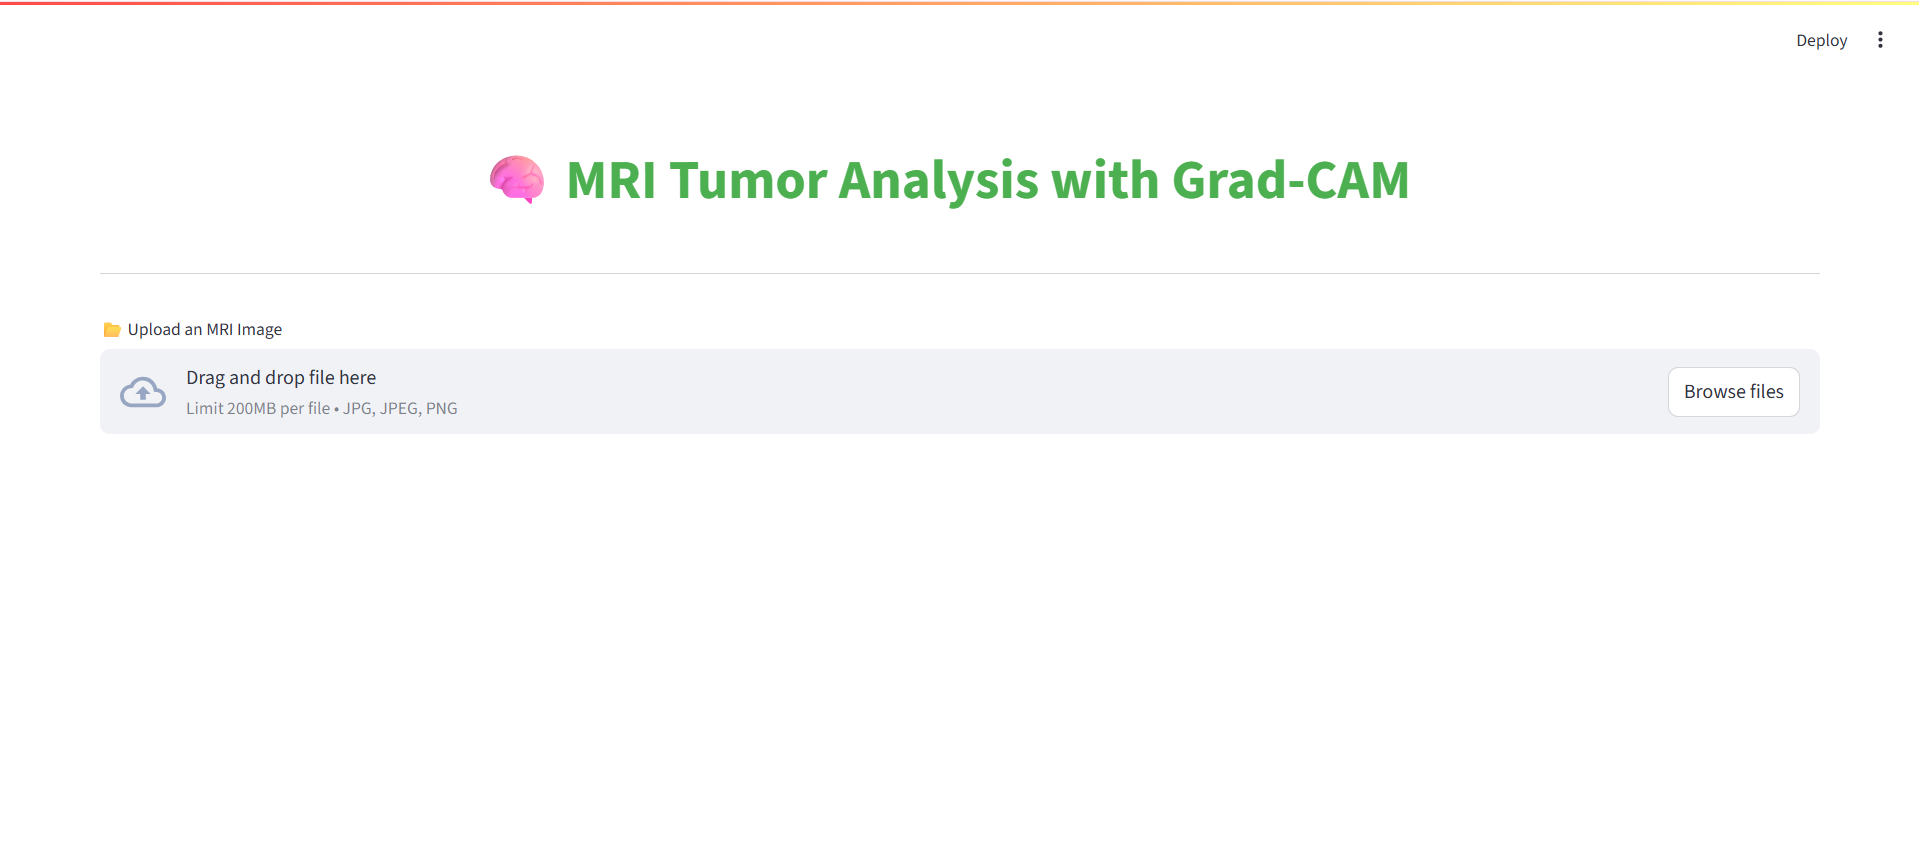 Deploy
MRI Tumor Analysis with Grad-CAM
Upload an MRI Image
Drag and drop file here
Limit 200MB per file • JPG, JPEG, PNG
Browse files